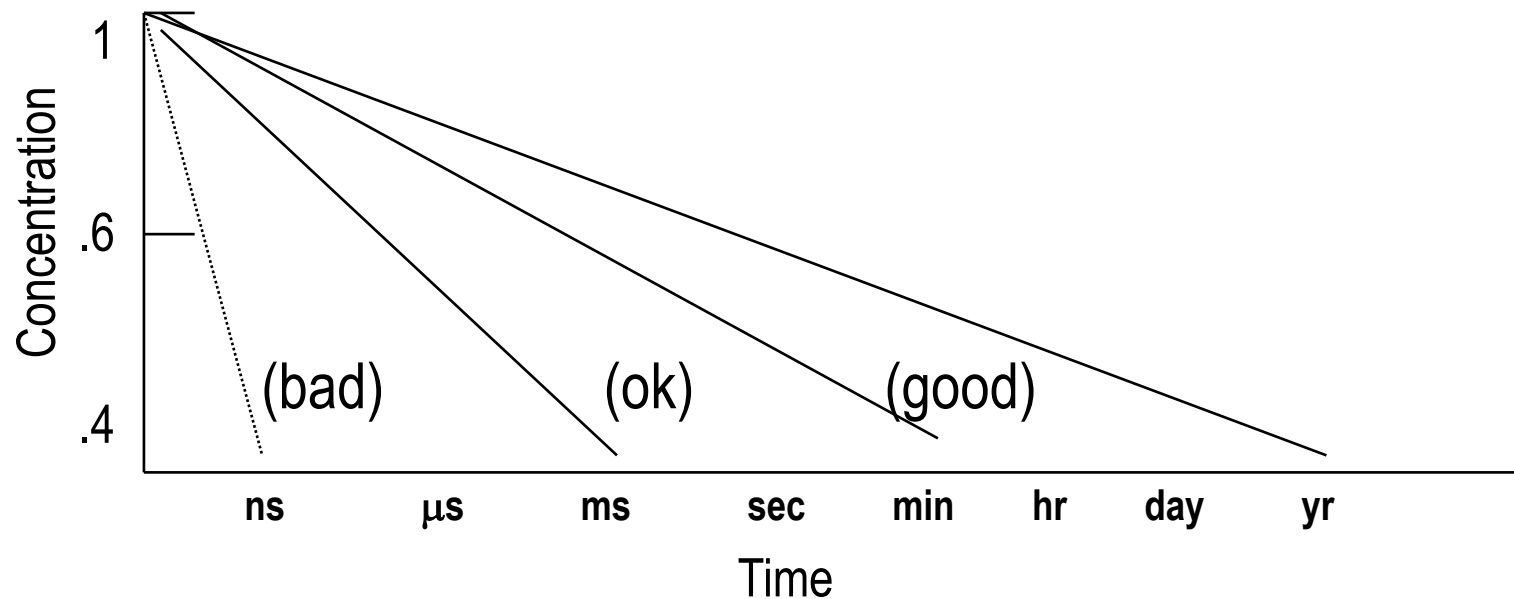 1
Concentration
.6
(bad) (ok) (good)
.4
ns μs ms sec min hr day yr
Time